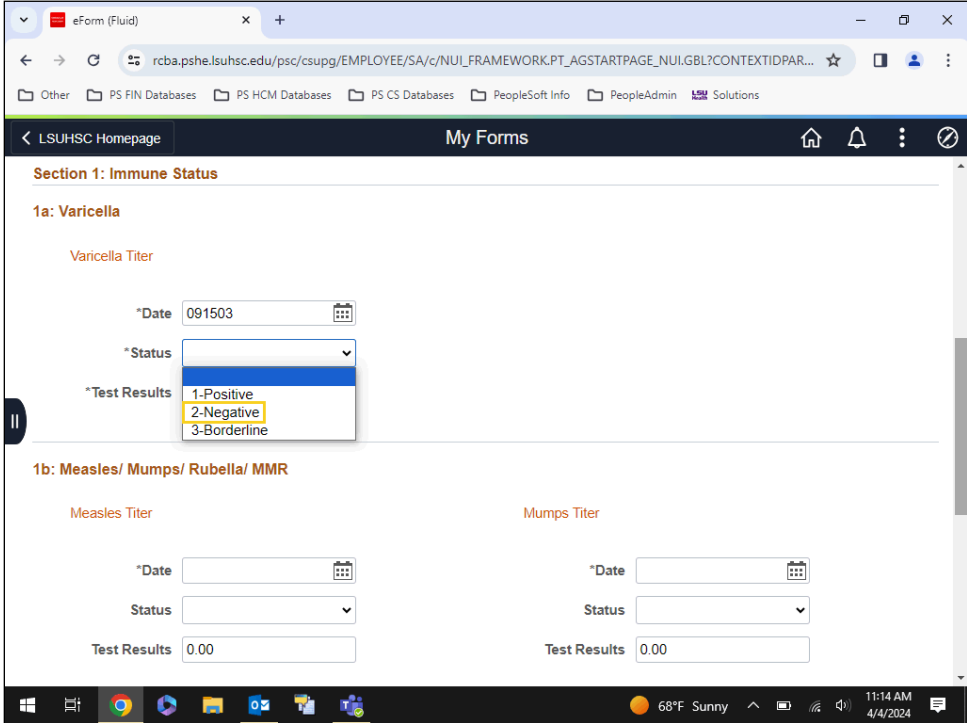 eForm (Fluid)
rcba.pshe.lsuhsc.edu/psc/csupg/EMPLOYEE/SA/c/NUI_FRAMEWORK.PT_AGSTARTPAGE_NUI.GBL?CONTEXTIDPAR...
Other PS FIN Databases PS HCM Databases PS CS Databases PeopleSoft Info PeopleAdmin LSU Solutions
LSUHSC Homepage My Forms
Section 1: Immune Status
1a: Varicella
Varicella Titer
*Date 091503
*Status
*Test Results
1-Positive
2-Negative
3-Borderline
1b: Measles/ Mumps/ Rubella/ MMR
Measles Titer Mumps Titer
*Date *Date
Status Status
Test Results 0.00 Test Results 0.00
68°F Sunny 11:14 AM
4/4/2024